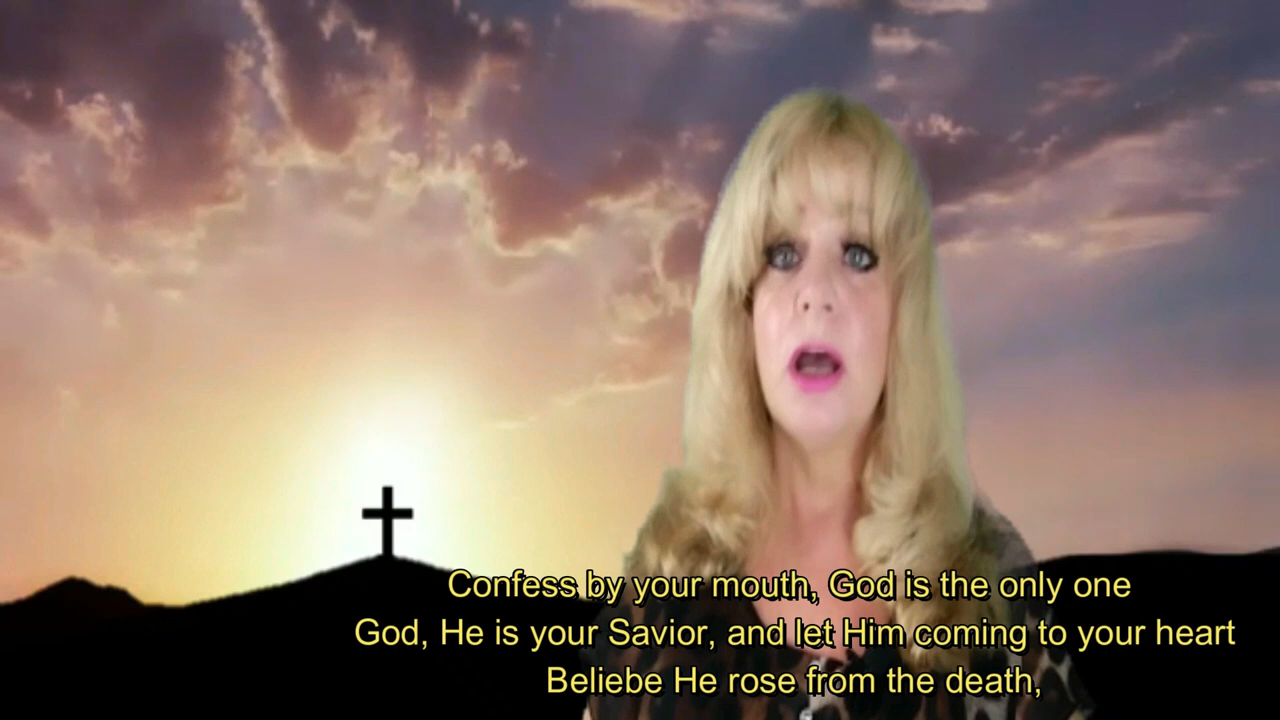 Confess by your mouth, God is the only one
God, He is your Savior, and let Him coming to your heart
Beliebe He rose from the death,